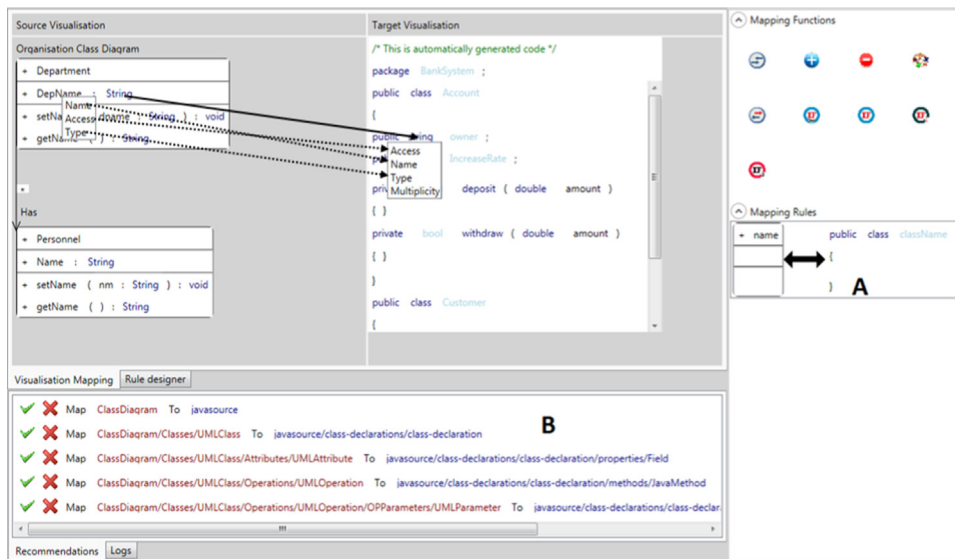 Source Visualisation
Target Visualisation
Mapping Functions
Organisation Class Diagram
+ Department
+ DepName : String
+ setName dname : String ) : void
+ getName ( ) : String
Name
Access
Type
Has
+ Personnel
+ Name : String
+ setName ( nm : String ) : void
+ getName ( ) : String
/* This is automatically generated code */
package BankSystem ;
public class Account
{
owner ;
Access
Name
Type
Multiplicity
IncreaseRate ;
deposit ( double amount )
{ }
private bool withdraw ( double amount )
{ }
}
public class Customer
{
Mapping Rules
+ name
public class className
{
}
A
Visualisation Mapping
Rule designer
Map ClassDiagram To javasource
Map ClassDiagram/Classes/UMLClass To javasource/class-declarations/class-declaration
B
Map ClassDiagram/Classes/UMLClass/Attributes/UMLAttribute To javasource/class-declarations/class-declaration/properties/Field
Map ClassDiagram/Classes/UMLClass/Operations/UMLOperation To javasource/class-declarations/class-declaration/methods/JavaMethod
Map ClassDiagram/Classes/UMLClass/Operations/UMLOperation/OPParameters/UMLParameter To javasource/class-declarations/class-declar
Recommendations
Logs